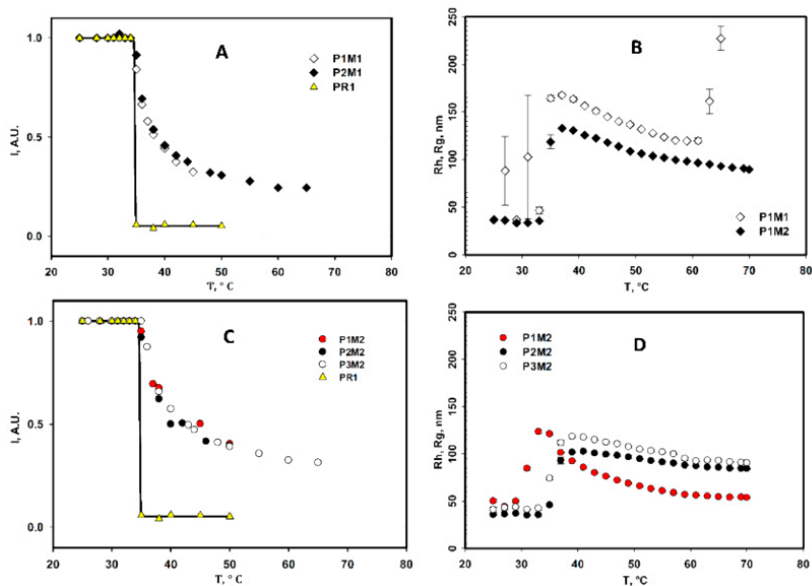 A
P1M1
P2M1
PR1
I, A.U.
1.0
0.5
0.0
20 30 40 50 60 70 80
T, ° C
B
Rh, Rg, nm
250
200
150
100
50
0
P1M1
P1M2
20 30 40 50 60 70 80
T, °C
C
P1M2
P2M2
P3M2
PR1
I, A.U.
1.0
0.5
0.0
20 30 40 50 60 70 80
T, ° C
D
P1M2
P2M2
P3M2
Rh, Rg, nm
250
200
150
100
50
0
20 30 40 50 60 70 80
T, °C